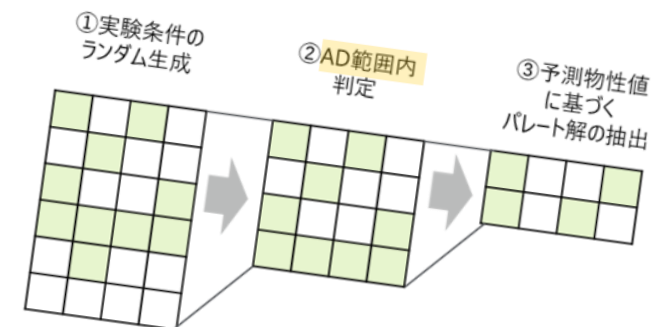 ①実験条件の
ランダム生成
②AD範囲内
判定
③予測物性値
に基づく
パレート解の抽出